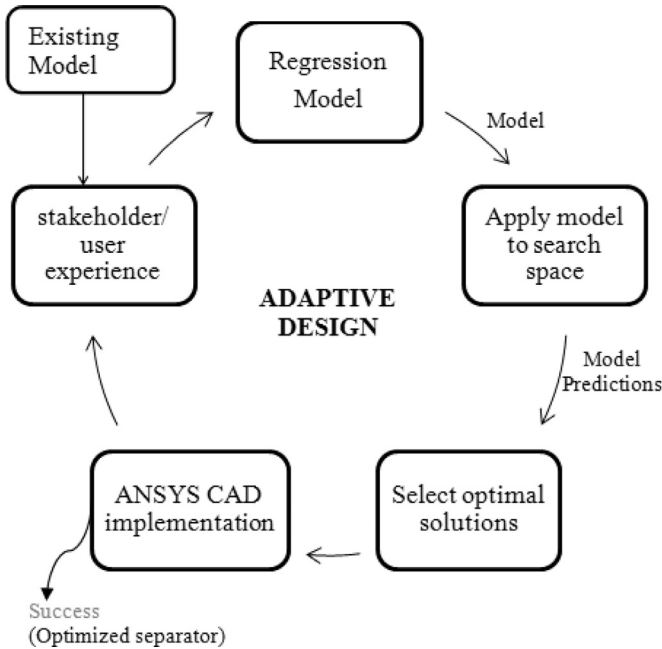 Existing
Model
Regression
Model
Model
stakeholder/
user
experience
Apply model
to search
space
ADAPTIVE
DESIGN
Model
Predictions
ANSYS CAD
implementation
Select optimal
solutions
Success
(Optimized separator)